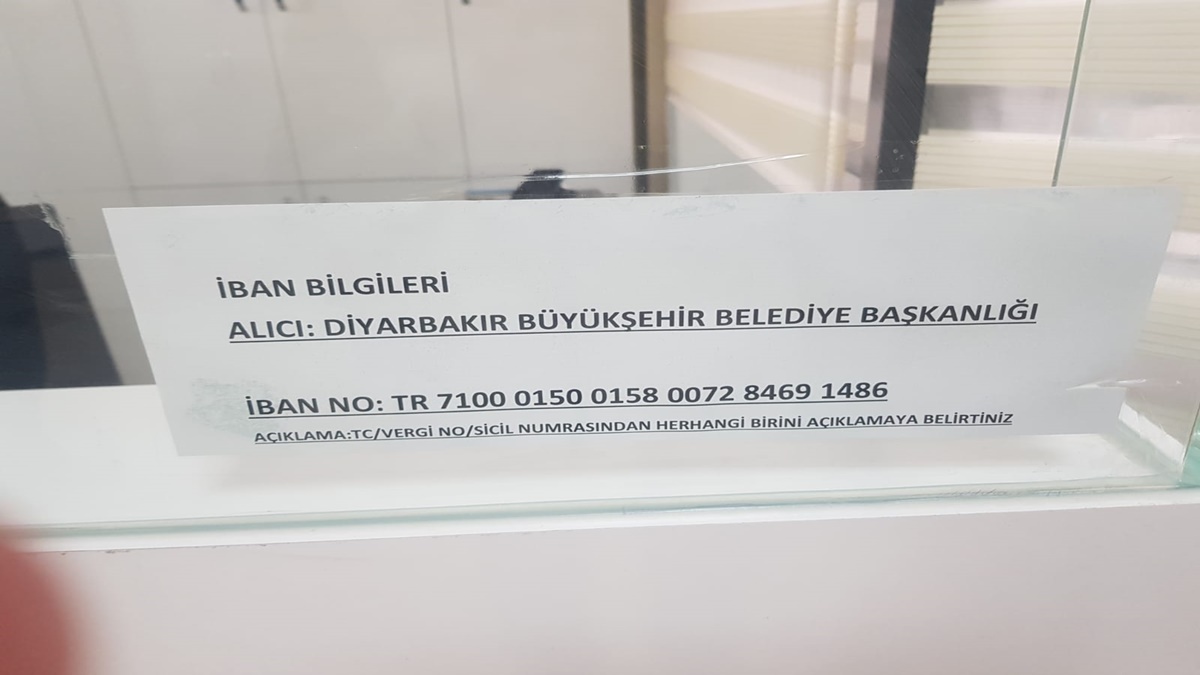 İBAN BİLGİLERİ
ALICI: DİYARBAKIR BÜYÜKŞEHİR BELEDİYE BAŞKANLIĞI
İBAN NO: TR 7100 0150 0158 0072 8469 1486
AÇIKLAMA:TC/VERGİ NO/SİCİL NUMRASINDAN HERHANGİ BİRİNİ AÇIKLAMAYA BELİRTİNİZ